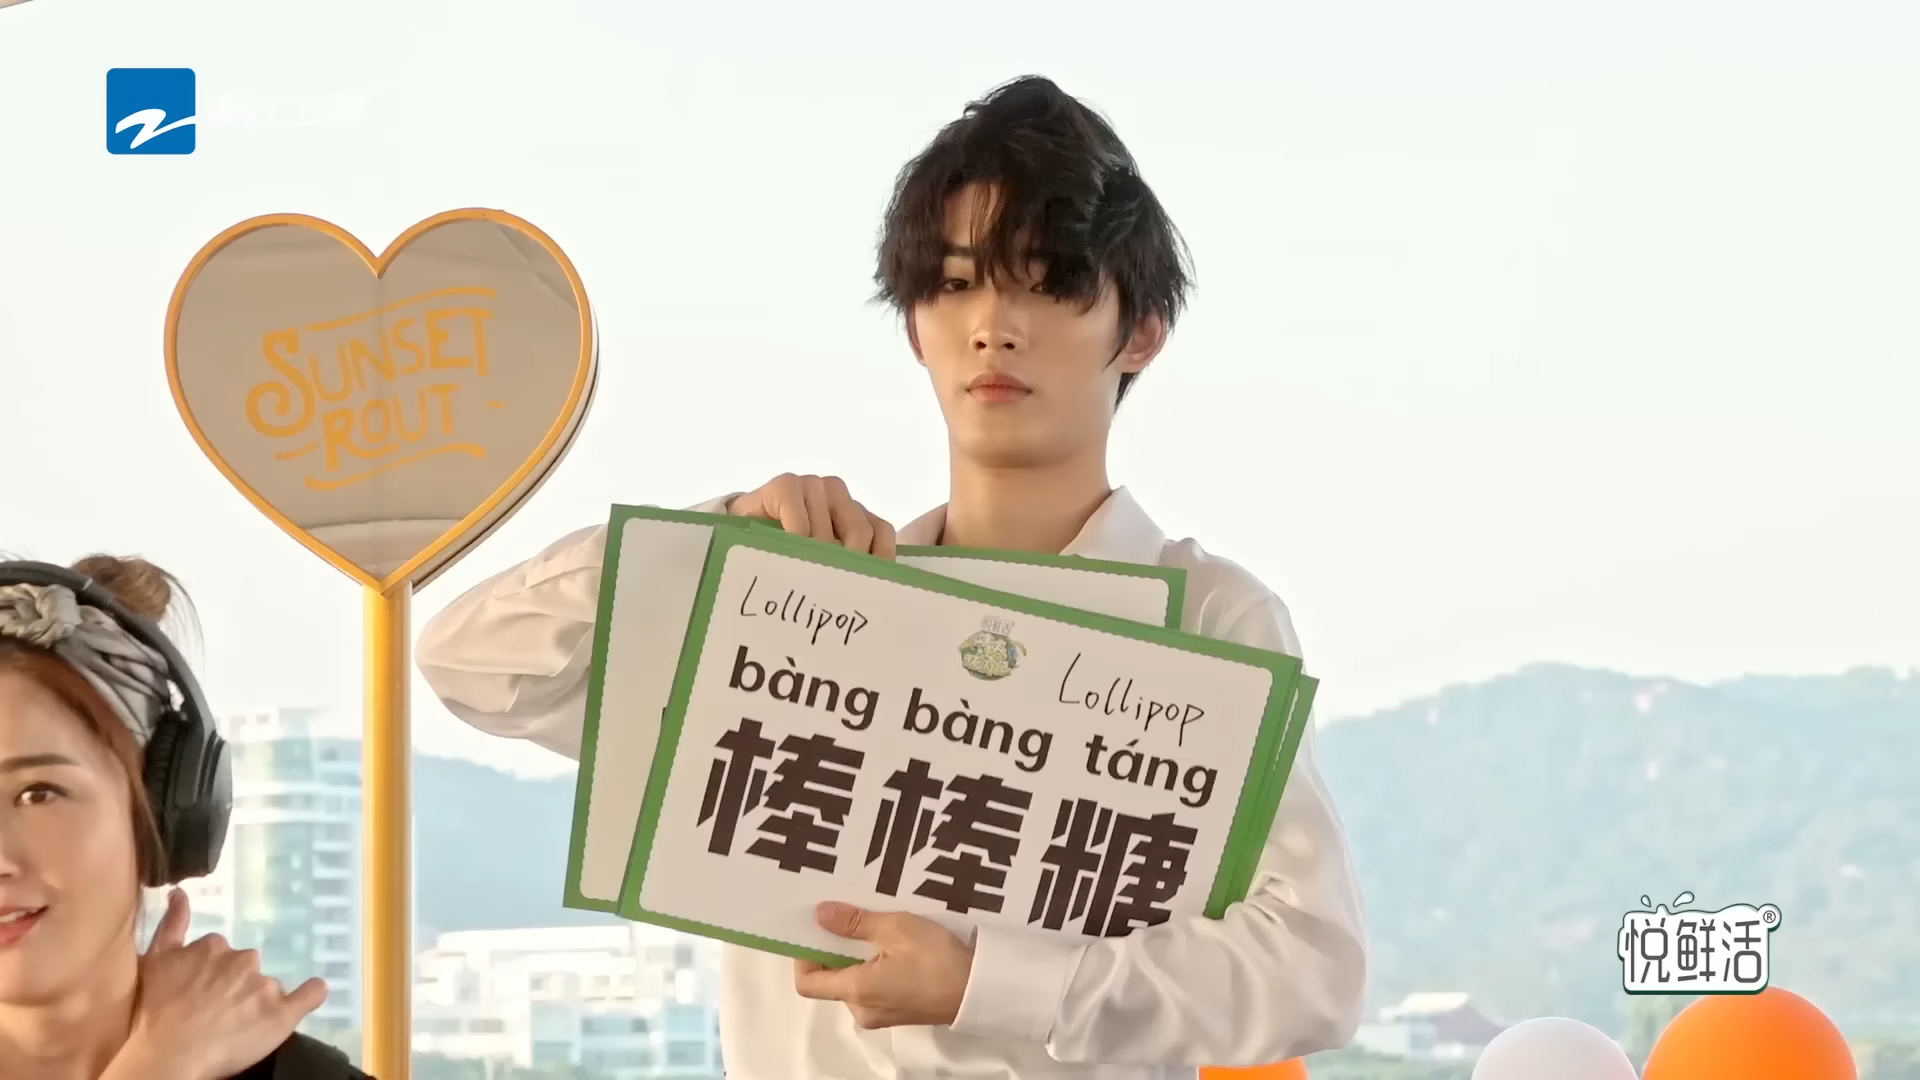 SUNSET
ROUT
Lollipop
Lollipop
bàng bàng táng
棒棒糖
悦鲜活®